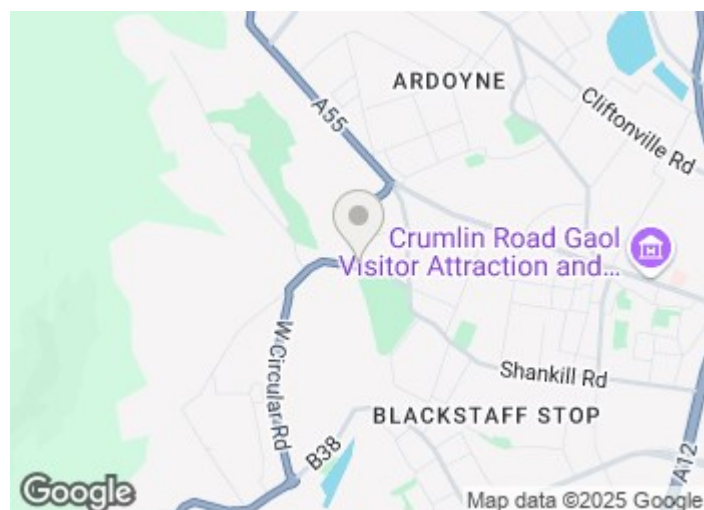 ARDOYNE
A55
Cliftonville Rd
Crumlin Road Gaol
Visitor Attraction and...
W Circular Rd
Shankill Rd
BLACKSTAFF STOP
B38
A12
Google
Map data ©2025 Google